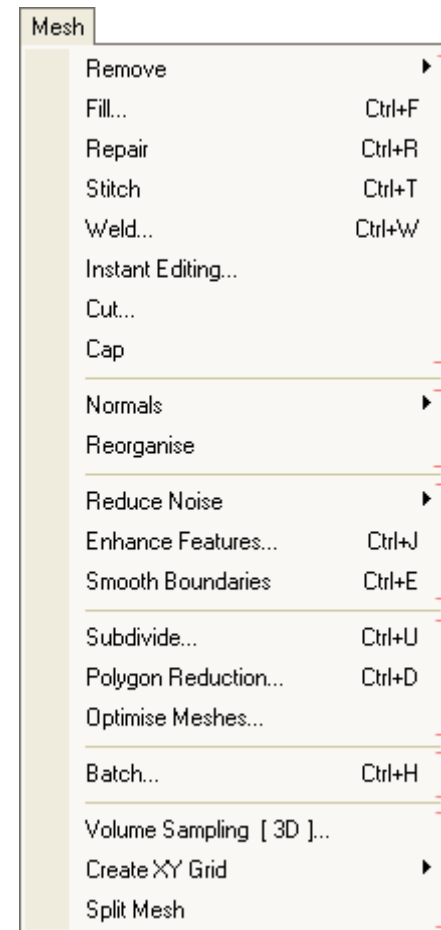 Mesh
Remove
Fill... Ctrl+F
Repair Ctrl+R
Stitch Ctrl+T
Weld... Ctrl+W
Instant Editing...
Cut...
Cap
Normals
Reorganise
Reduce Noise
Enhance Features... Ctrl+J
Smooth Boundaries Ctrl+E
Subdivide... Ctrl+U
Polygon Reduction... Ctrl+D
Optimise Meshes...
Batch... Ctrl+H
Volume Sampling [ 3D ]...
Create XY Grid
Split Mesh